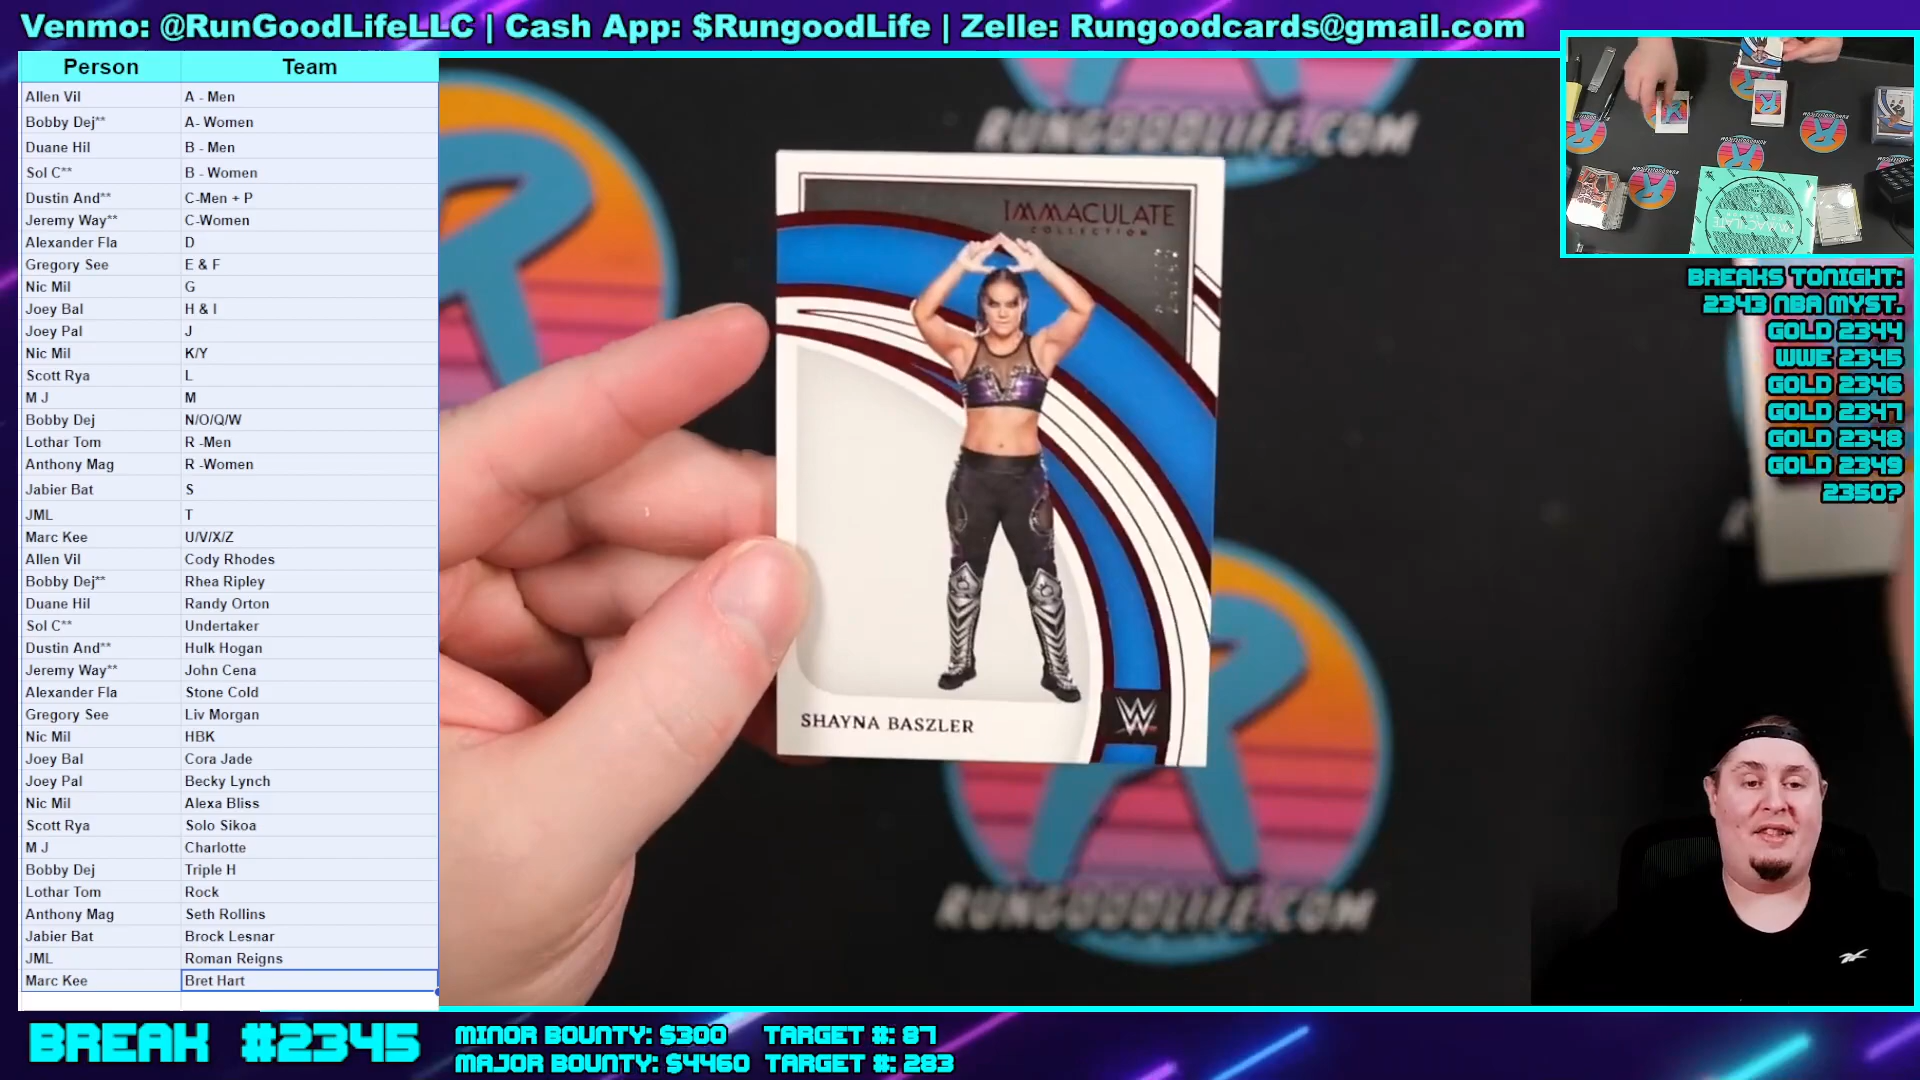 Venmo: @RunGoodLifeLLC | Cash App: $RungoodLife | Zelle: Rungoodcards@gmail.com
Person Team
Allen Vil A - Men
Bobby Dej** A- Women
Duane Hil B - Men
Sol C** B - Women
Dustin And** C-Men + P
Jeremy Way** C-Women
Alexander Fla D
Gregory See E & F
Nic Mil G
Joey Bal H & I
Joey Pal J
Nic Mil K/Y
Scott Rya L
M J M
Bobby Dej N/O/Q/W
Lothar Tom R -Men
Anthony Mag R -Women
Jabier Bat S
JML T
Marc Kee U/V/X/Z
Allen Vil Cody Rhodes
Bobby Dej** Rhea Ripley
Duane Hil Randy Orton
Sol C** Undertaker
Dustin And** Hulk Hogan
Jeremy Way** John Cena
Alexander Fla Stone Cold
Gregory See Liv Morgan
Nic Mil HBK
Joey Bal Cora Jade
Joey Pal Becky Lynch
Nic Mil Alexa Bliss
Scott Rya Solo Sikoa
M J Charlotte
Bobby Dej Triple H
Lothar Tom Rock
Anthony Mag Seth Rollins
Jabier Bat Brock Lesnar
JML Roman Reigns
Marc Kee Bret Hart
RUNGOODLIFE.COM
IMMACULATE
COLLECTION
SHAYNA BASZLER
W
RUNGOODLIFE.COM
BREAKS TONIGHT:
2343 NBA MYST.
GOLD 2344
WWE 2345
GOLD 2346
GOLD 2347
GOLD 2348
GOLD 2349
2350?
BREAK #2345
MINOR BOUNTY: $300 TARGET #: 87
MAJOR BOUNTY: $4460 TARGET #: 283